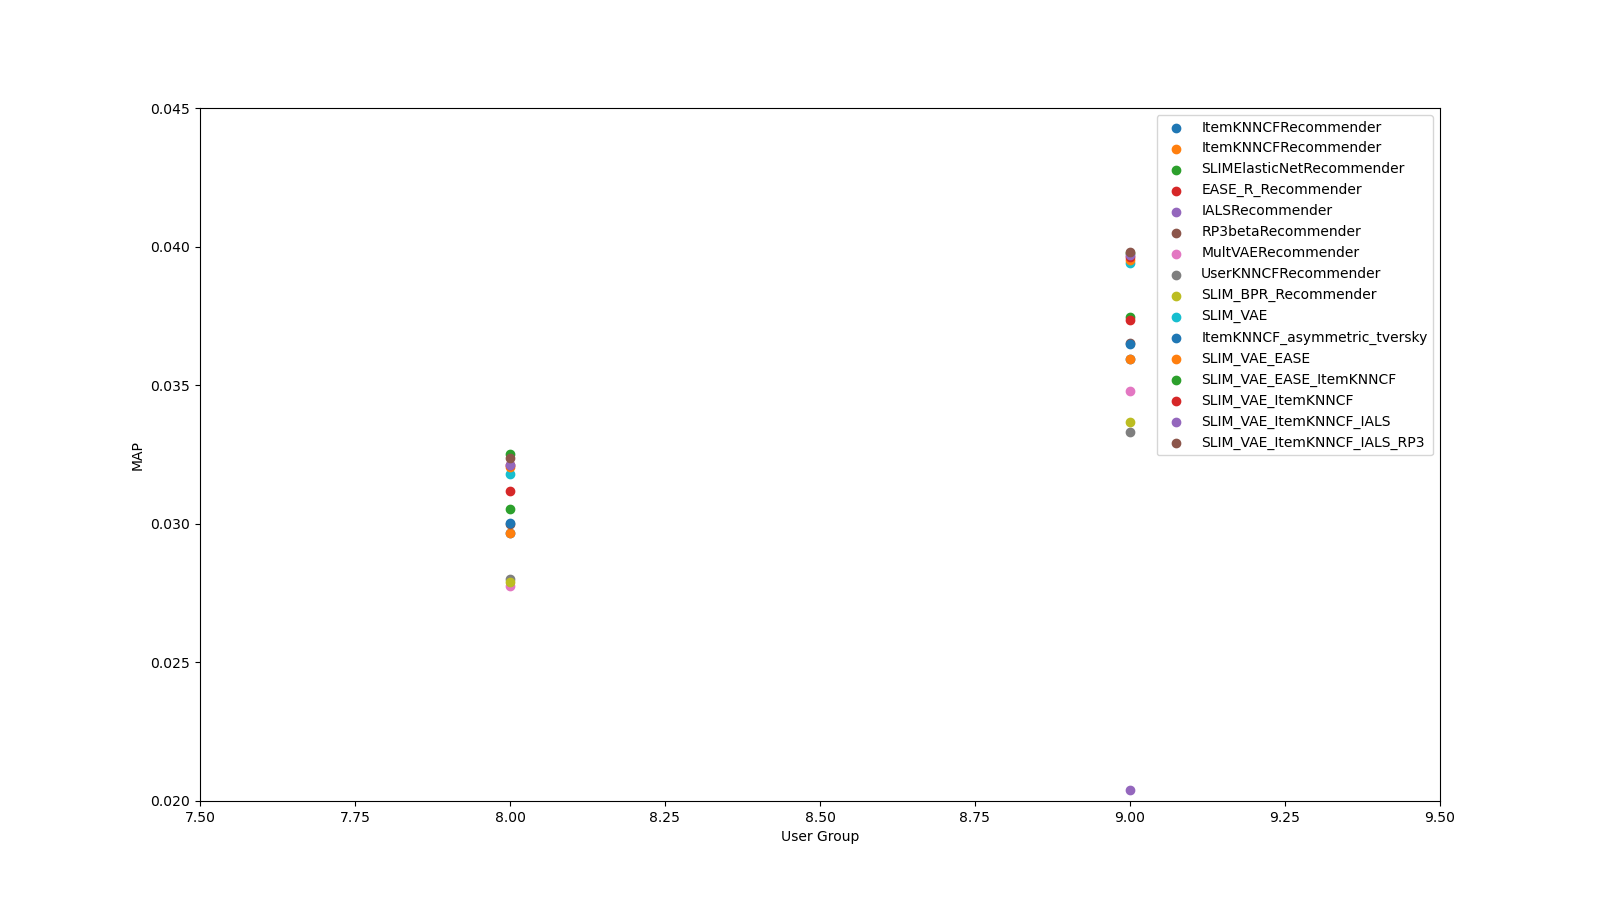 0.045
0.040
0.035
0.030
0.025
0.020
MAP
7.50
7.75
8.00
8.25
8.50
8.75
9.00
9.25
9.50
User Group
ItemKNNCFRecommender
ItemKNNCFRecommender
SLIMElasticNetRecommender
EASE_R_Recommender
IALSRecommender
RP3betaRecommender
MultVAERecommender
UserKNNCFRecommender
SLIM_BPR_Recommender
SLIM_VAE
ItemKNNCF_asymmetric_tversky
SLIM_VAE_EASE
SLIM_VAE_EASE_ItemKNNCF
SLIM_VAE_ItemKNNCF
SLIM_VAE_ItemKNNCF_IALS
SLIM_VAE_ItemKNNCF_IALS_RP3